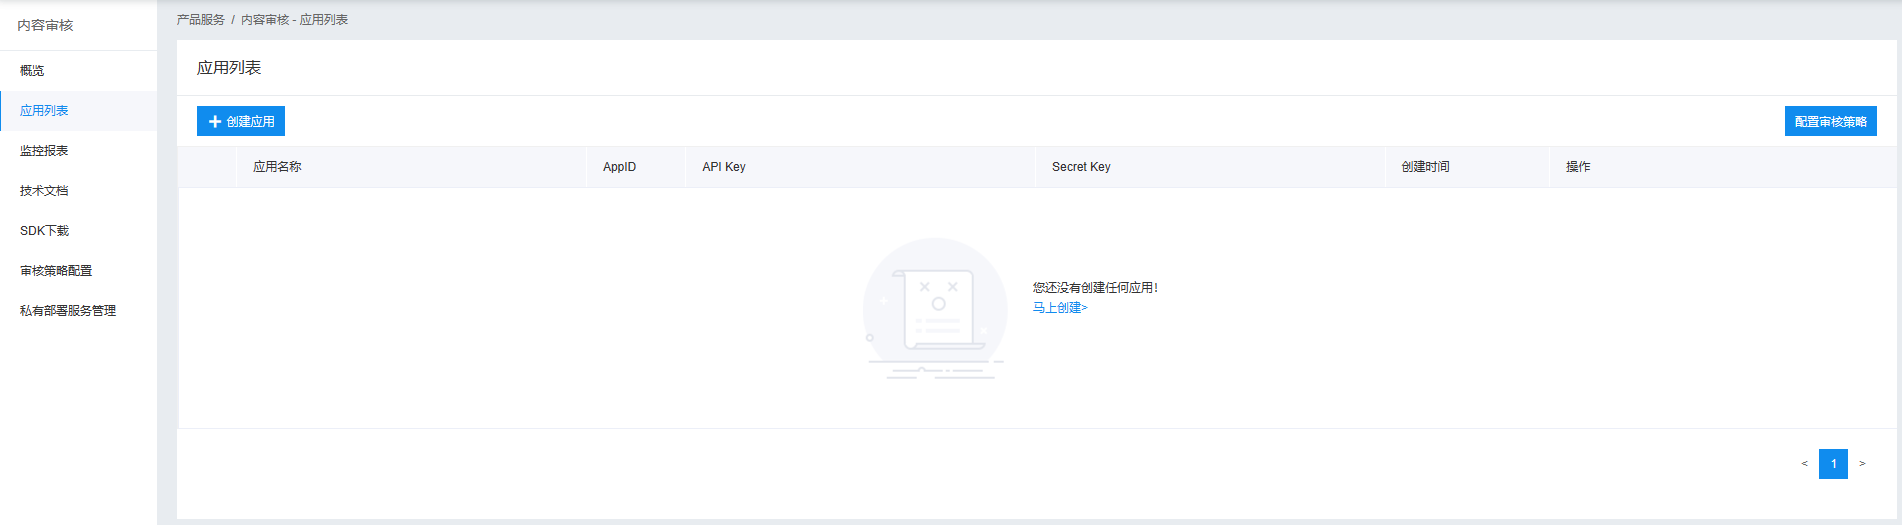 内容审核
概览
应用列表
监控报表
技术文档
SDK下载
审核策略配置
私有部署服务管理
产品服务 / 内容审核 - 应用列表
应用列表
创建应用
配置审核策略
应用名称 AppID API Key Secret Key 创建时间 操作
您还没有创建任何应用!
马上创建>
< 1 >